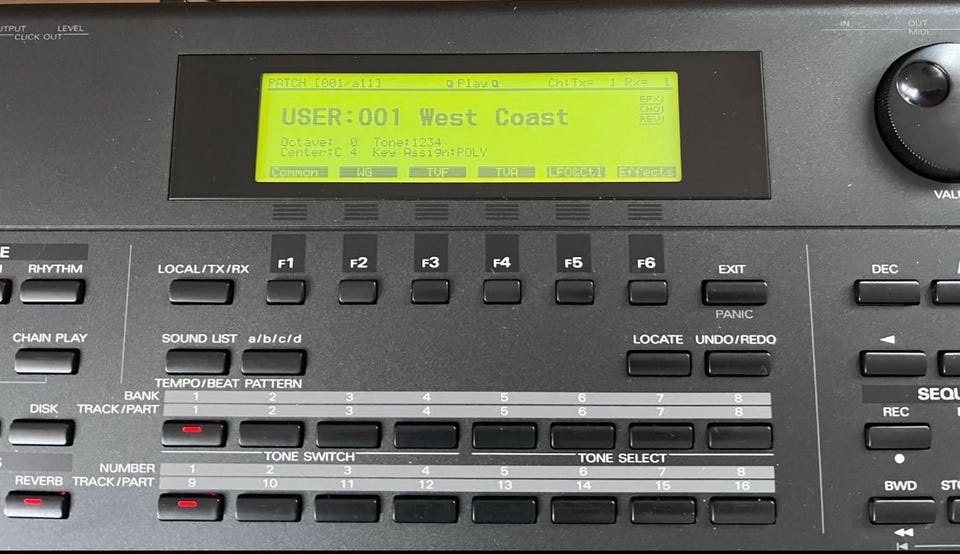 LEVEL
CLICK OUT
IN
OUT
MIDI
PATCH [001/all] Play Ch:Tx= 1 Rx= 1
USER:001 West Coast
EFX
CHO
REV
Octave: 0 Tone:1234
Center:C 4 Key Assign:POLY
Common WG TVF TVA LFO&Ctl Effects
RHYTHM
LOCAL/TX/RX
F1 F2 F3 F4 F5 F6
EXIT
DEC
PANIC
CHAIN PLAY
SOUND LIST a/b/c/d
LOCATE UNDO/REDO
TEMPO/BEAT PATTERN
BANK 1 2 3 4 5 6 7 8
DISK
TRACK/PART 1 2 3 4 5 6 7 8
REC
TONE SWITCH TONE SELECT
NUMBER 1 2 3 4 5 6 7 8
REVERB
TRACK/PART 9 10 11 12 13 14 15 16
BWD